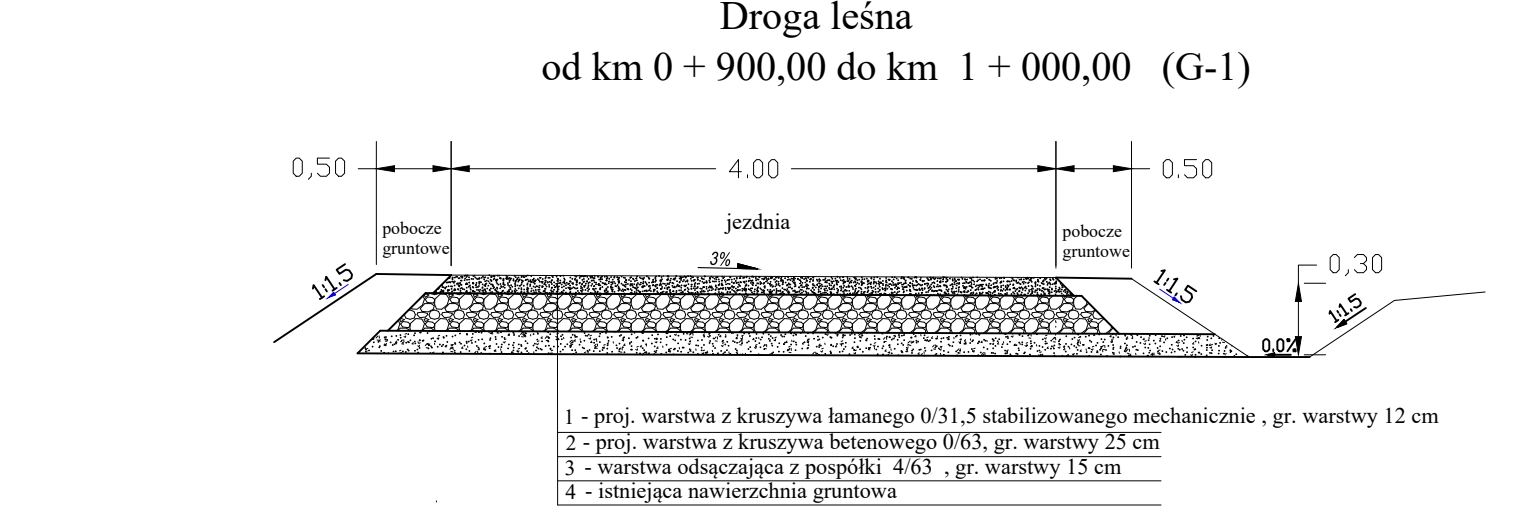 Droga leśna
od km 0 + 900,00 do km 1 + 000,00 (G-1)
0,50
4.00
0.50
jezdnia
pobocze
gruntowe
pobocze
gruntowe
3%
1:1.5
1:1.5
0,30
1:1.5
0,0%
1 - proj. warstwa z kruszywa łamanego 0/31,5 stabilizowanego mechanicznie , gr. warstwy 12 cm
2 - proj. warstwa z kruszywa betenowego 0/63, gr. warstwy 25 cm
3 - warstwa odsączająca z pospółki 4/63 , gr. warstwy 15 cm
4 - istniejąca nawierzchnia gruntowa